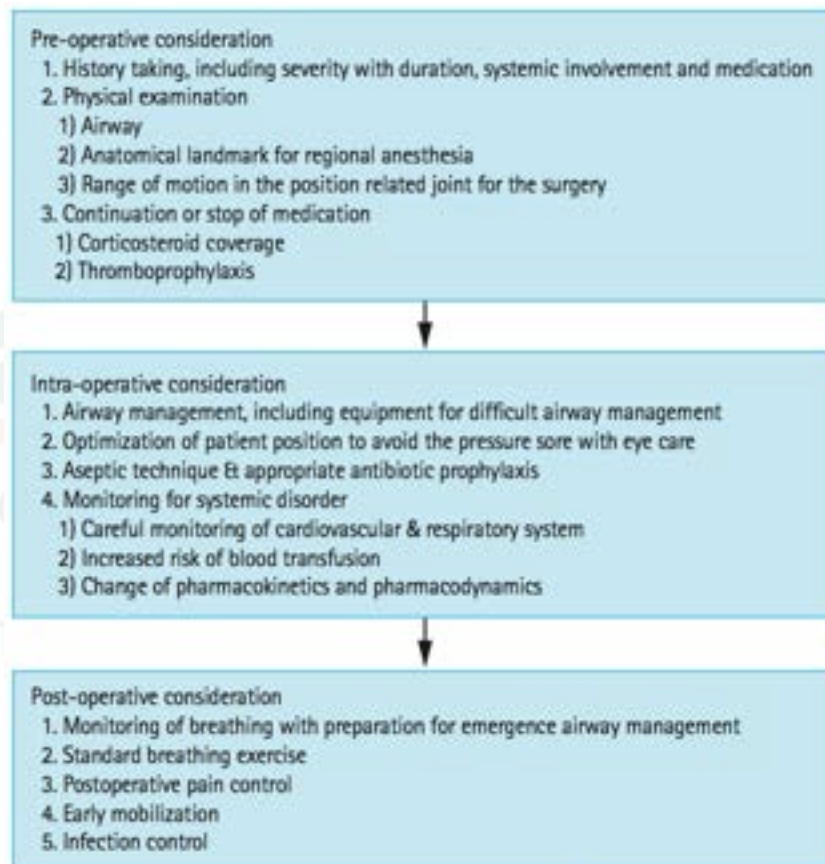 Pre-operative consideration
1. History taking, including severity with duration, systemic involvement and medication
2. Physical examination
1) Airway
2) Anatomical landmark for regional anesthesia
3) Range of motion in the position related joint for the surgery
3. Continuation or stop of medication
1) Corticosteroid coverage
2) Thromboprophylaxis
Intra-operative consideration
1. Airway management, including equipment for difficult airway management
2. Optimization of patient position to avoid the pressure sore with eye care
3. Aseptic technique & appropriate antibiotic prophylaxis
4. Monitoring for systemic disorder
1) Careful monitoring of cardiovascular & respiratory system
2) Increased risk of blood transfusion
3) Change of pharmacokinetics and pharmacodynamics
Post-operative consideration
1. Monitoring of breathing with preparation for emergence airway management
2. Standard breathing exercise
3. Postoperative pain control
4. Early mobilization
5. Infection control